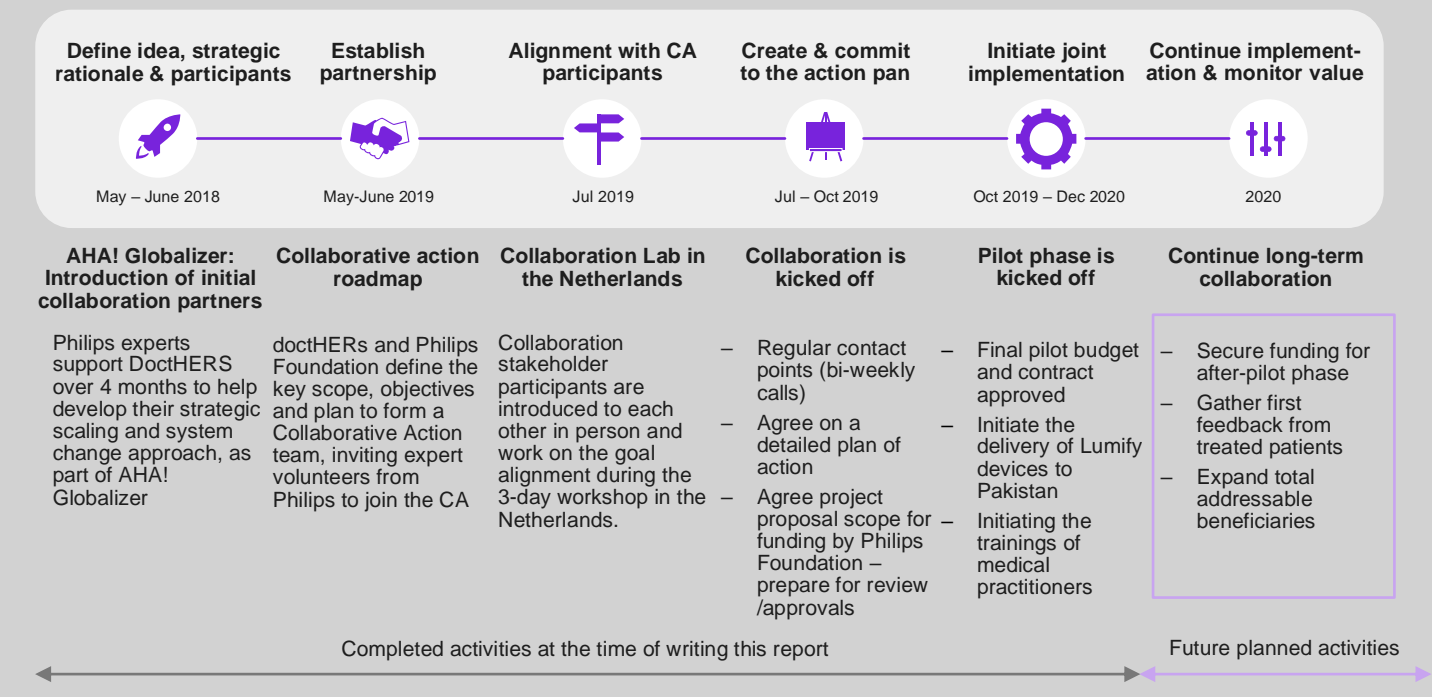 Define idea, strategic
rationale & participants
Establish
partnership
Alignment with CA
participants
Create & commit
to the action pan
Initiate joint
implementation
Continue implement-
ation & monitor value
May – June 2018
May-June 2019
Jul 2019
Jul – Oct 2019
Oct 2019 – Dec 2020
2020
AHA! Globalizer:
Introduction of initial
collaboration partners
Philips experts
support DoctHERS
over 4 months to help
develop their strategic
scaling and system
change approach, as
part of AHA!
Globalizer
Collaborative action
roadmap
doctHERs and Philips
Foundation define the
key scope, objectives
and plan to form a
Collaborative Action
team, inviting expert
volunteers from
Philips to join the CA
Collaboration Lab in
the Netherlands
Collaboration
stakeholder
participants are
introduced to each
other in person and
work on the goal
alignment during the
3-day workshop in the
Netherlands.
Collaboration is
kicked off
– Regular contact
points (bi-weekly
calls)
– Agree on a
detailed plan of
action
– Agree project
proposal scope for
funding by Philips
Foundation –
prepare for review
/approvals
Pilot phase is
kicked off
– Final pilot budget
and contract
approved
– Initiate the
delivery of Lumify
devices to
Pakistan
– Initiating the
trainings of
medical
practitioners
Continue long-term
collaboration
– Secure funding for
after-pilot phase
– Gather first
feedback from
treated patients
– Expand total
addressable
beneficiaries
Completed activities at the time of writing this report
Future planned activities